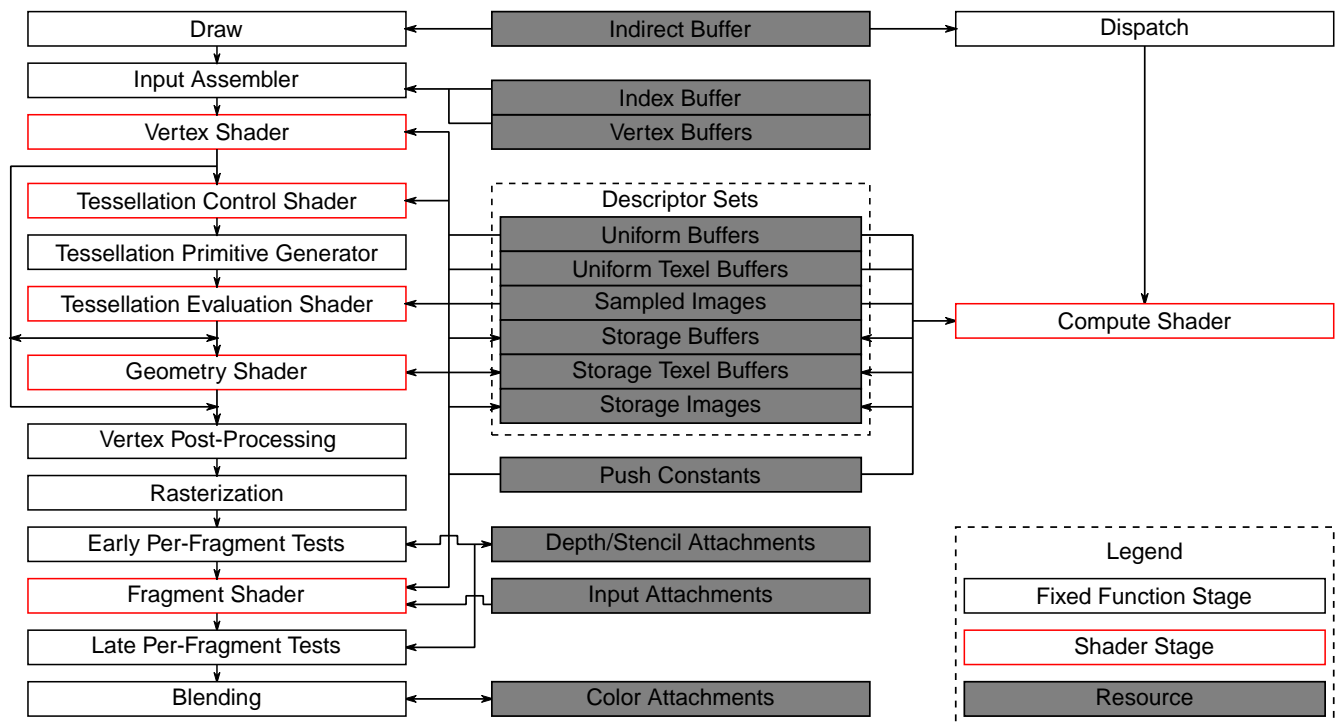 Draw
Indirect Buffer
Dispatch
Input Assembler
Index Buffer
Vertex Shader
Vertex Buffers
Tessellation Control Shader
Descriptor Sets
Uniform Buffers
Tessellation Primitive Generator
Uniform Texel Buffers
Tessellation Evaluation Shader
Sampled Images
Compute Shader
Storage Buffers
Geometry Shader
Storage Texel Buffers
Storage Images
Vertex Post-Processing
Push Constants
Rasterization
Early Per-Fragment Tests
Depth/Stencil Attachments
Fragment Shader
Input Attachments
Late Per-Fragment Tests
Blending
Color Attachments
Legend
Fixed Function Stage
Shader Stage
Resource